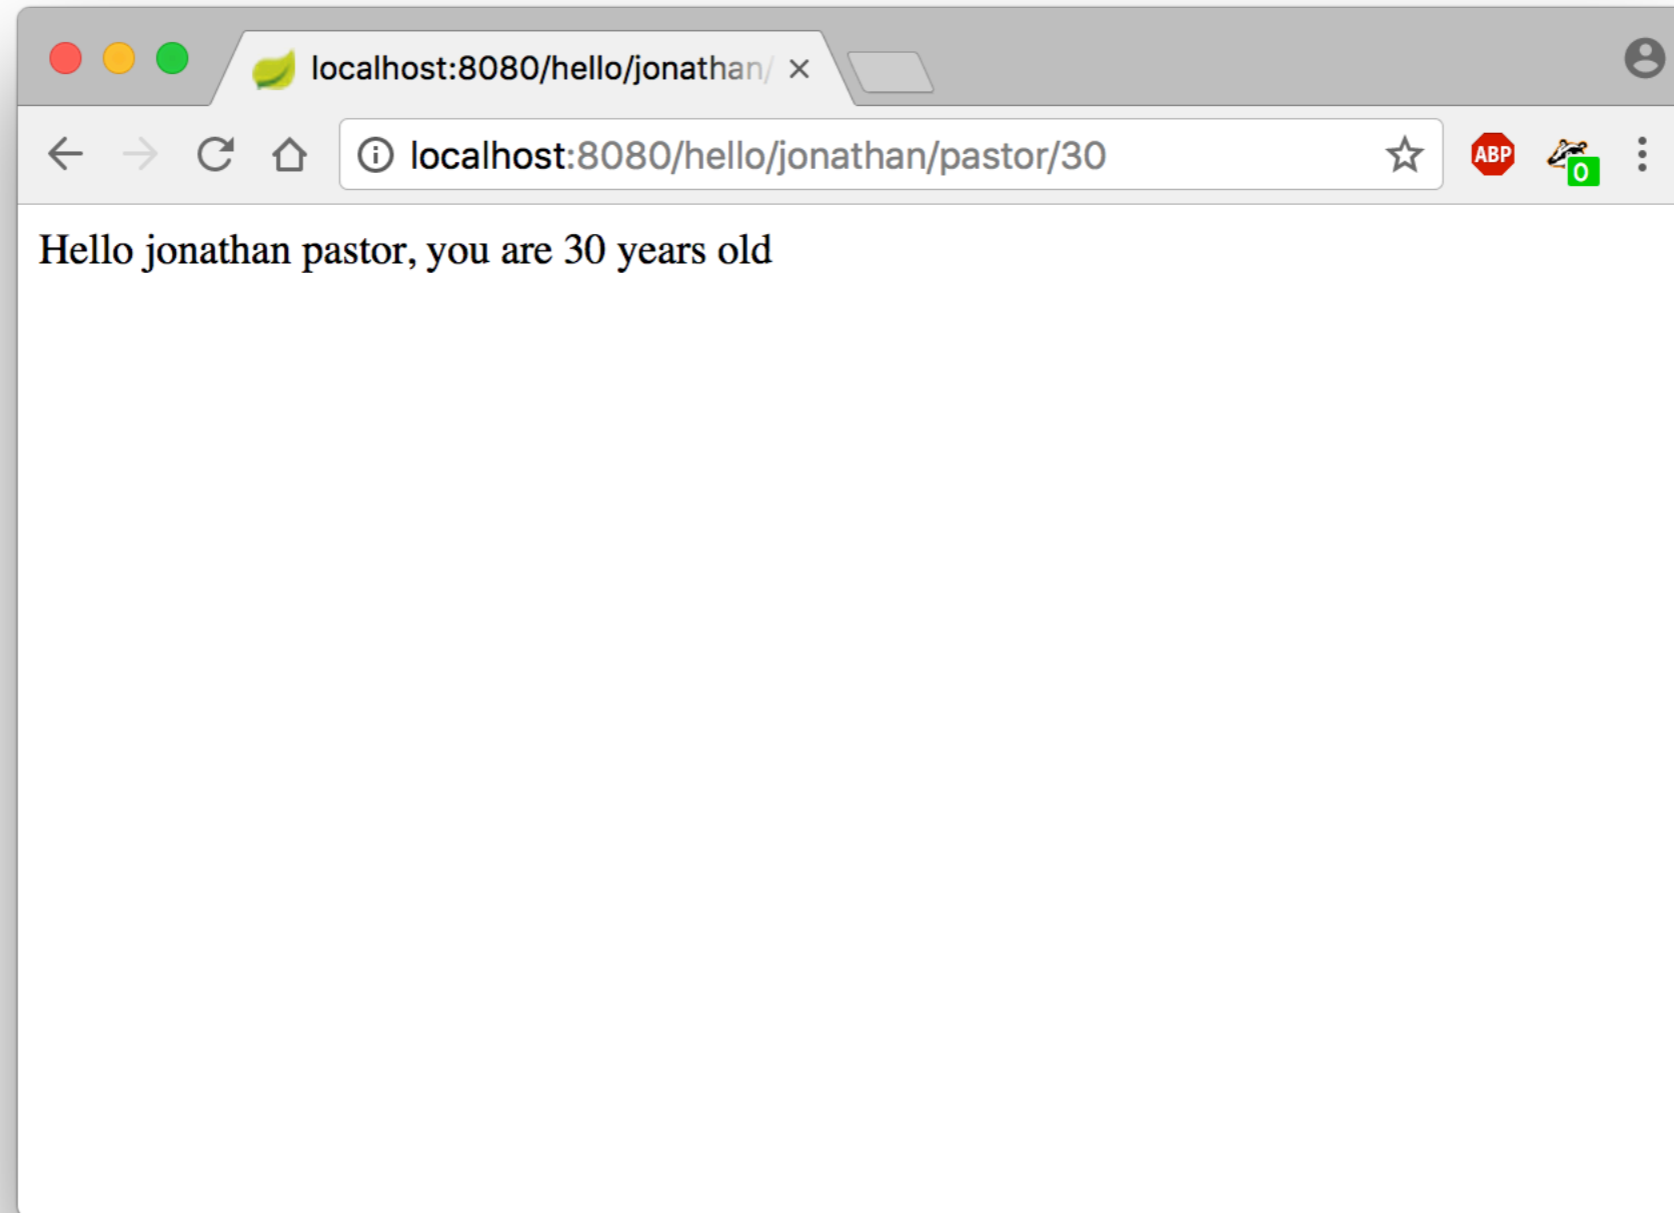 localhost:8080/hello/jonathan/
localhost:8080/hello/jonathan/pastor/30
ABP
0
Hello jonathan pastor, you are 30 years old